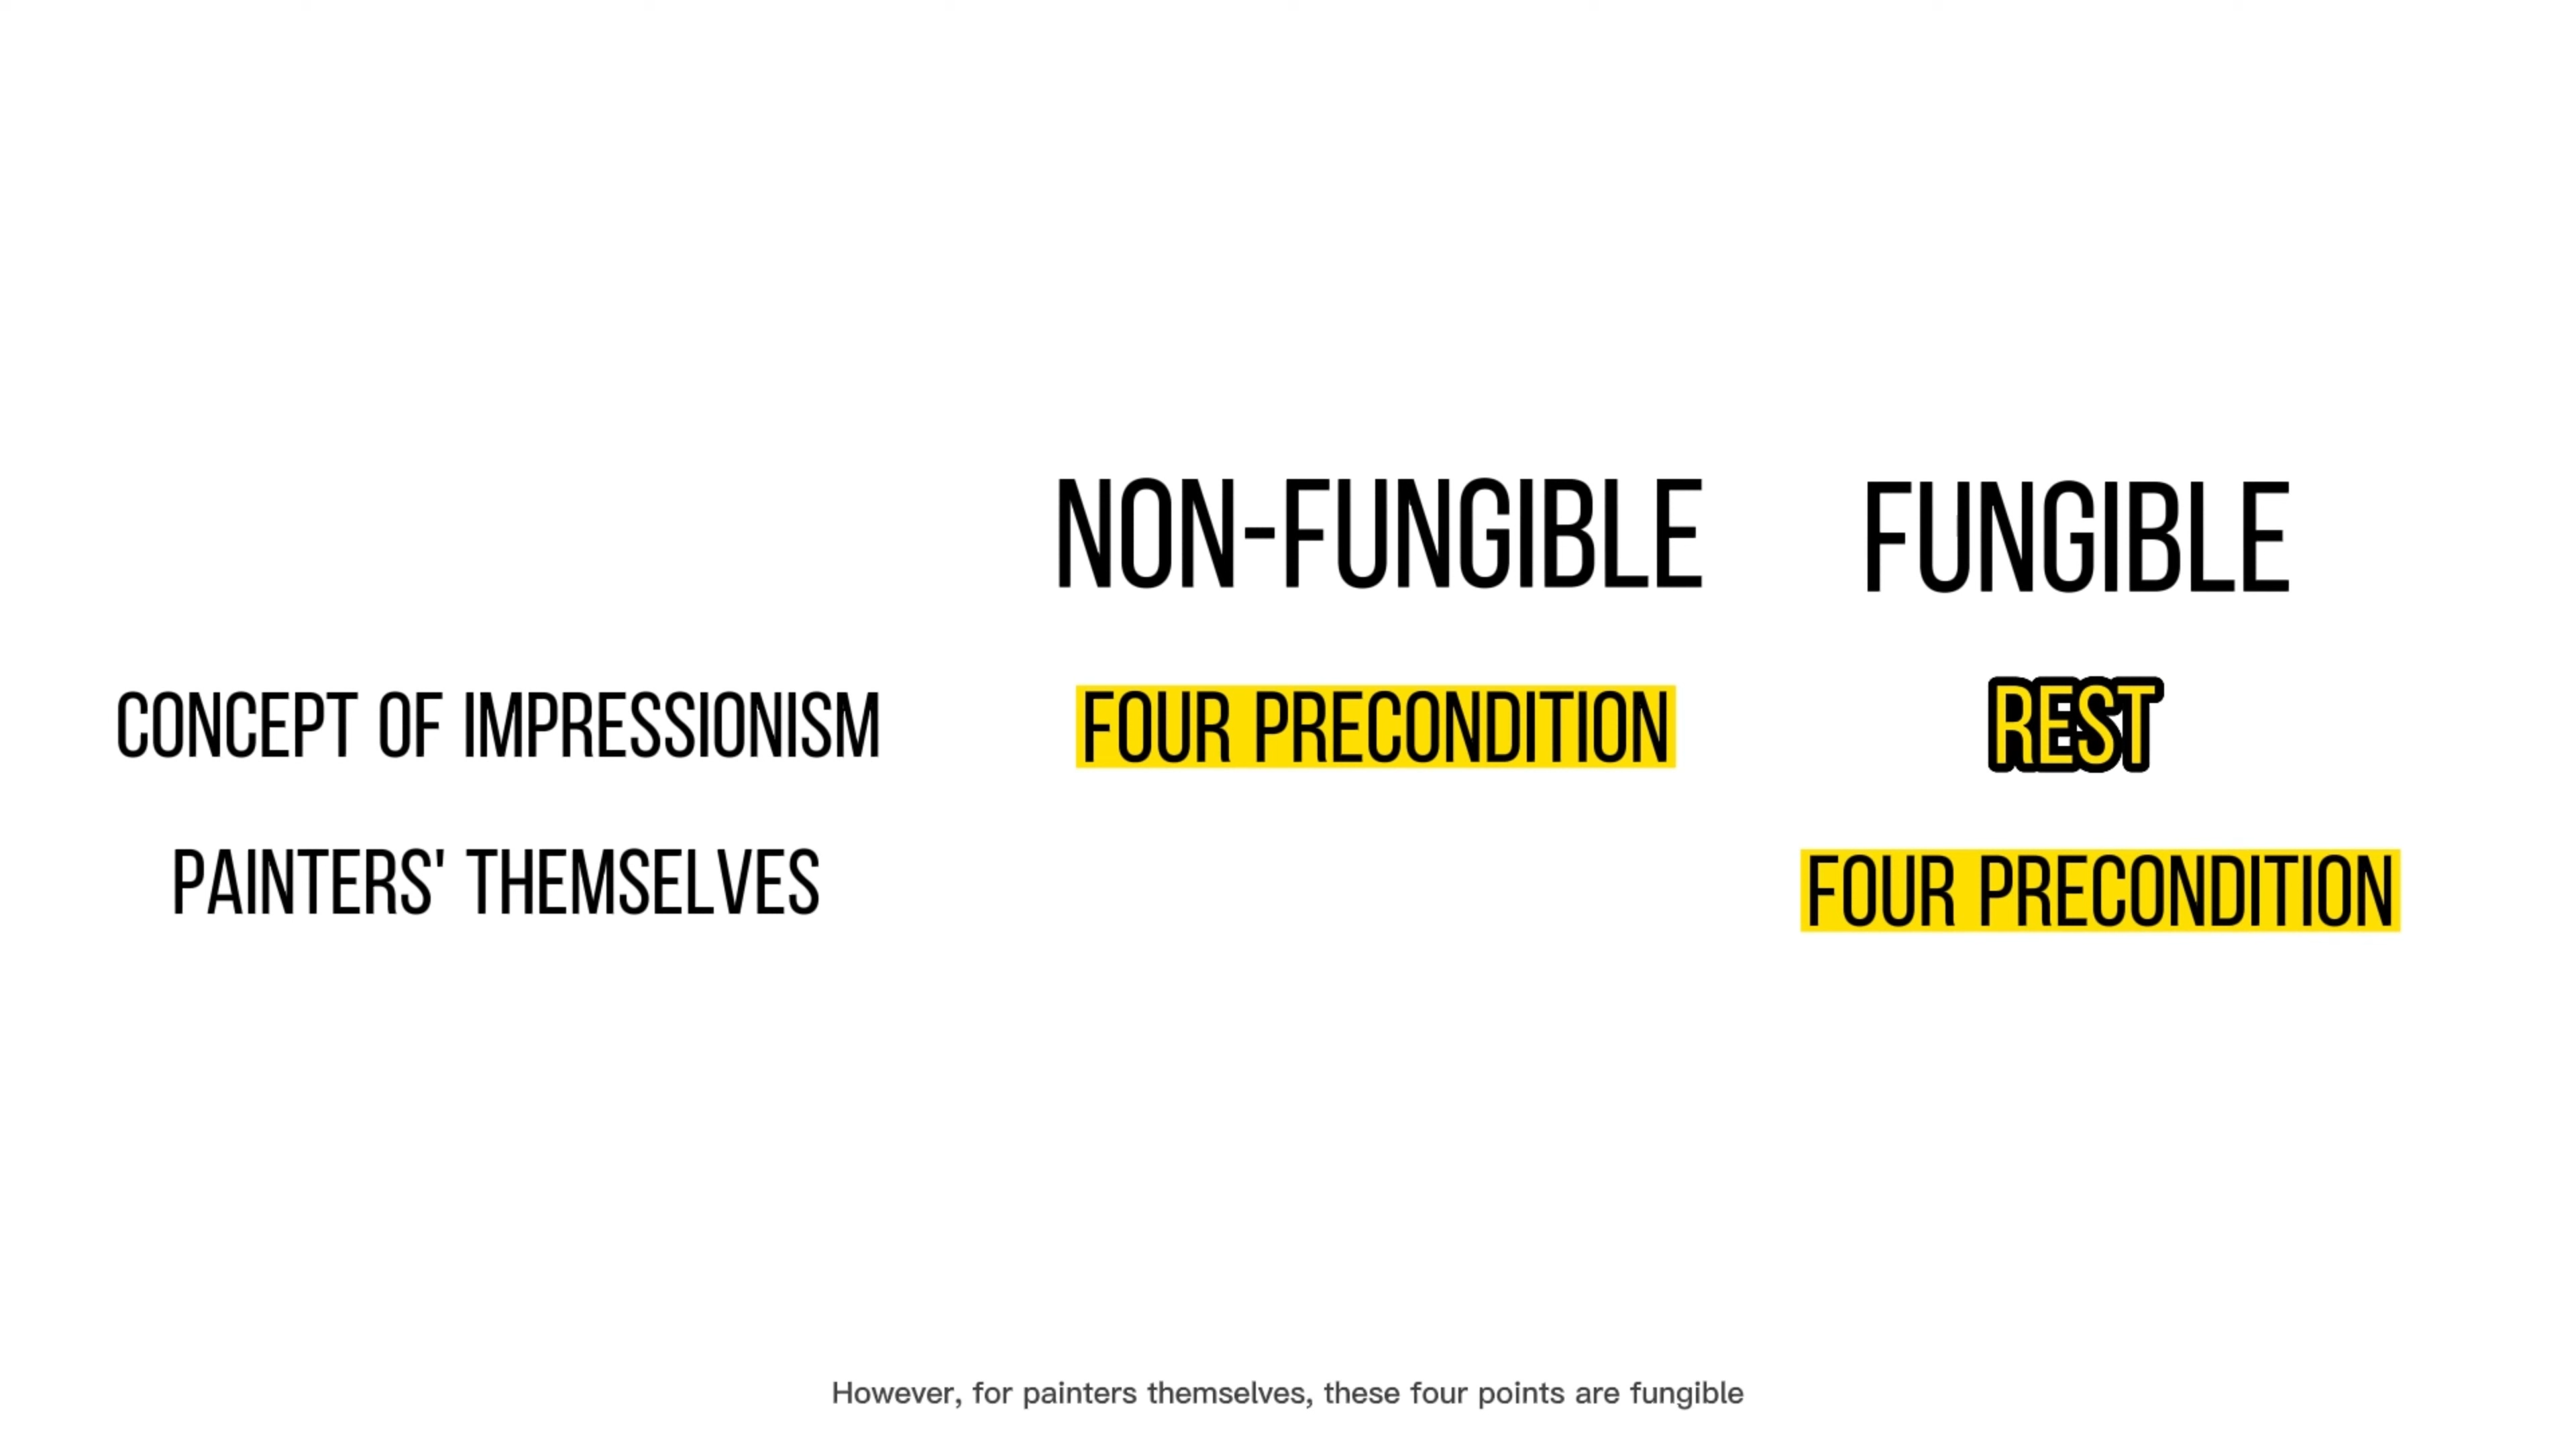 NON-FUNGIBLE FUNGIBLE
CONCEPT OF IMPRESSIONISM FOUR PRECONDITION REST
PAINTERS' THEMSELVES FOUR PRECONDITION
However, for painters themselves, these four points are fungible